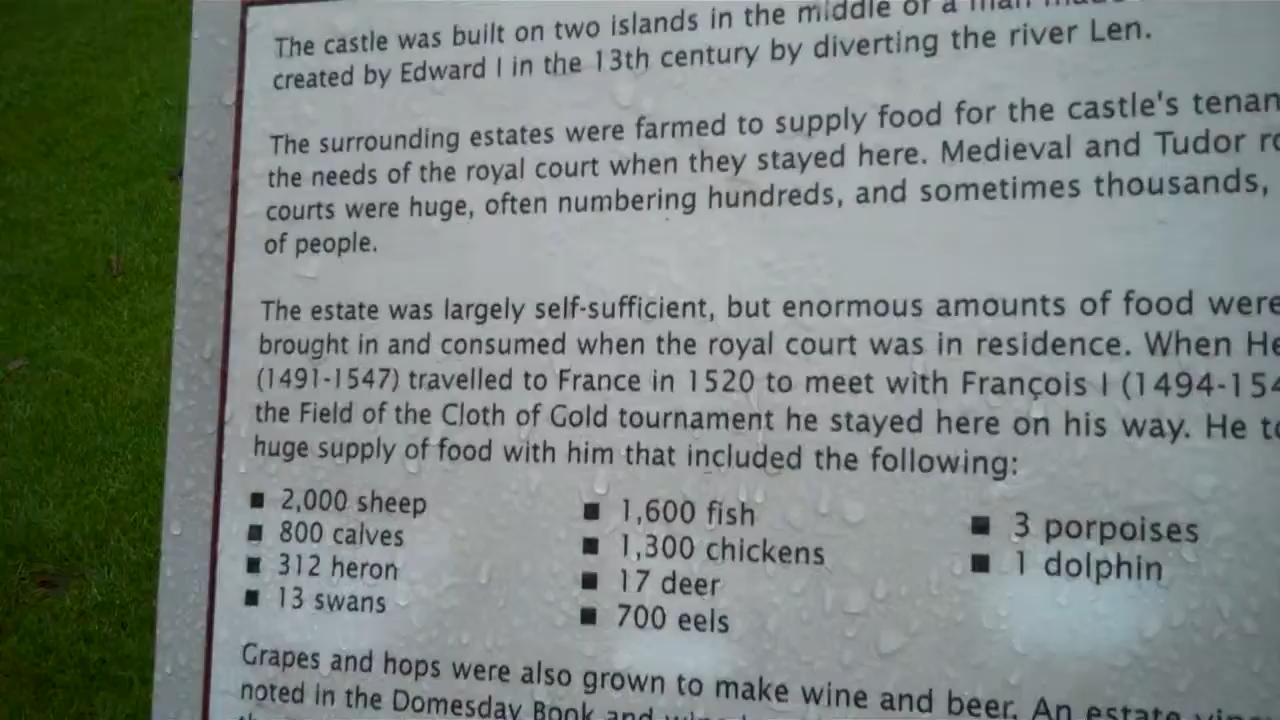 The castle was built on two islands in the middle of a man made
created by Edward I in the 13th century by diverting the river Len.
The surrounding estates were farmed to supply food for the castle's
the needs of the royal court when they stayed here. Medieval and Tudor
courts were huge, often numbering hundreds, and sometimes thousands,
of people.
The estate was largely self-sufficient, but enormous amounts of food were
brought in and consumed when the royal court was in residence. When
(1491-1547) travelled to France in 1520 to meet with François I
the Field of the Cloth of Gold tournament he stayed here on his way. He
huge supply of food with him that included the following:
■ 2,000 sheep
■ 800 calves
■ 312 heron
■ 13 swans
■ 1,600 fish
■ 1,300 chickens
■ 17 deer
■ 700 eels
■ 3 porpoises
■ 1 dolphin
Grapes and hops were also grown to make wine and beer. An estate
noted in the Domesday Book and